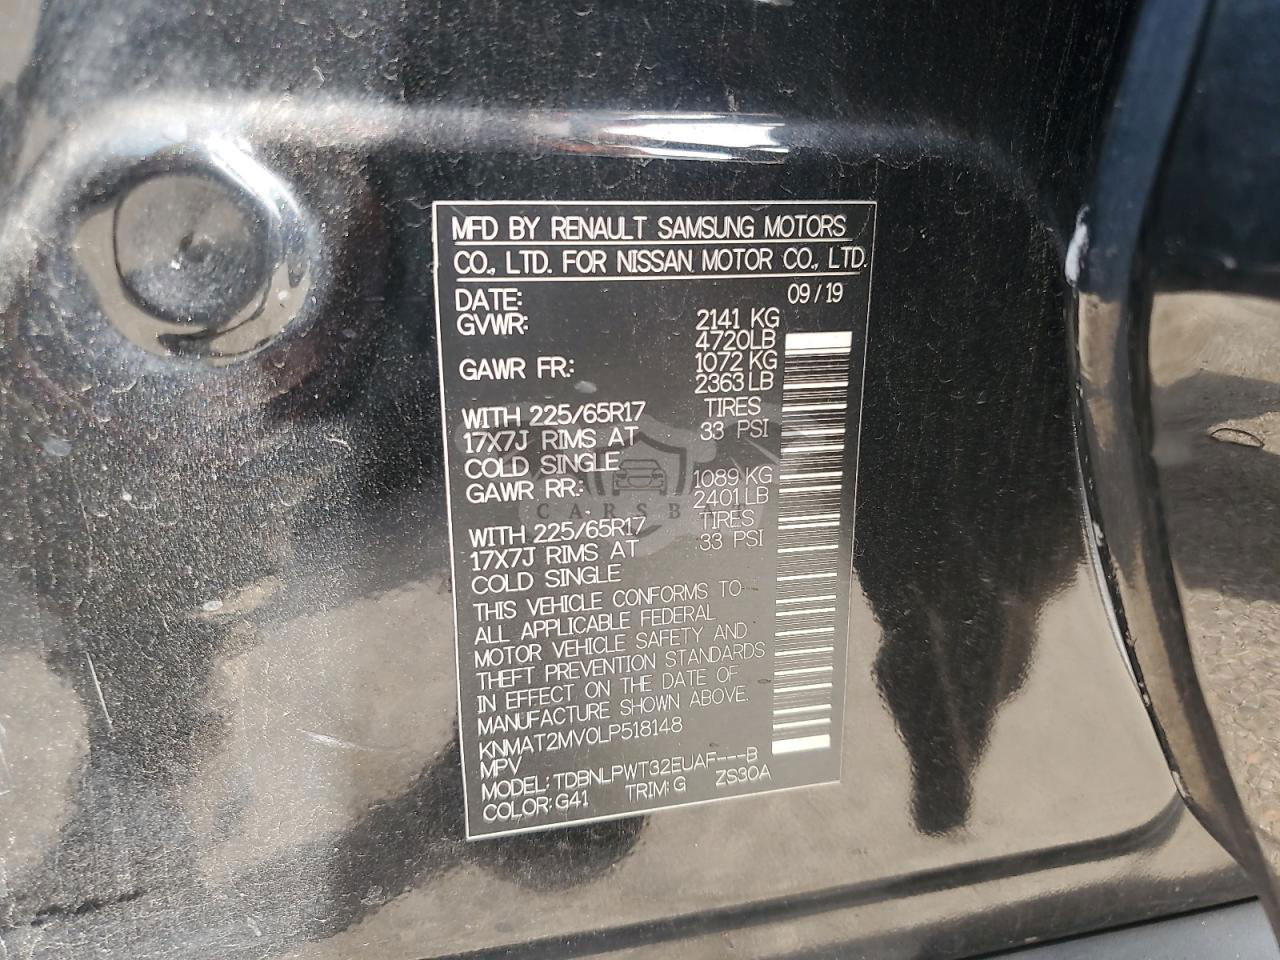 MFD BY RENAULT SAMSUNG MOTORS
CO., LTD. FOR NISSAN MOTOR CO., LTD.
DATE: 09/19
GVWR: 2141 KG
4720LB
GAWR FR: 1072 KG
2363LB
WITH 225/65R17 TIRES
17X7J RIMS AT 33 PSI
COLD SINGLE
GAWR RR: 1089 KG
2401LB
WITH 225/65R17 TIRES
17X7J RIMS AT 33 PSI
COLD SINGLE
THIS VEHICLE CONFORMS TO
ALL APPLICABLE FEDERAL
MOTOR VEHICLE SAFETY AND
THEFT PREVENTION STANDARDS
IN EFFECT ON THE DATE OF
MANUFACTURE SHOWN ABOVE.
KNMAT2MV0LP518148
MPV
MODEL: TDBNLPWT32EUAF---B
COLOR: G41 TRIM: G ZS30A